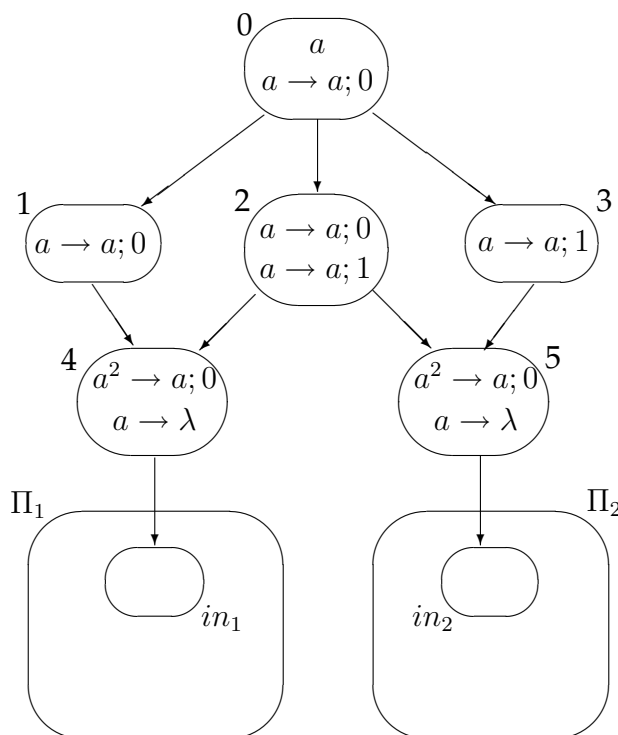 0
a
a → a; 0
1
a → a; 0
2
a → a; 0
a → a; 1
3
a → a; 1
4
a² → a; 0
a → λ
5
a² → a; 0
a → λ
Π₁
in₁
Π₂
in₂